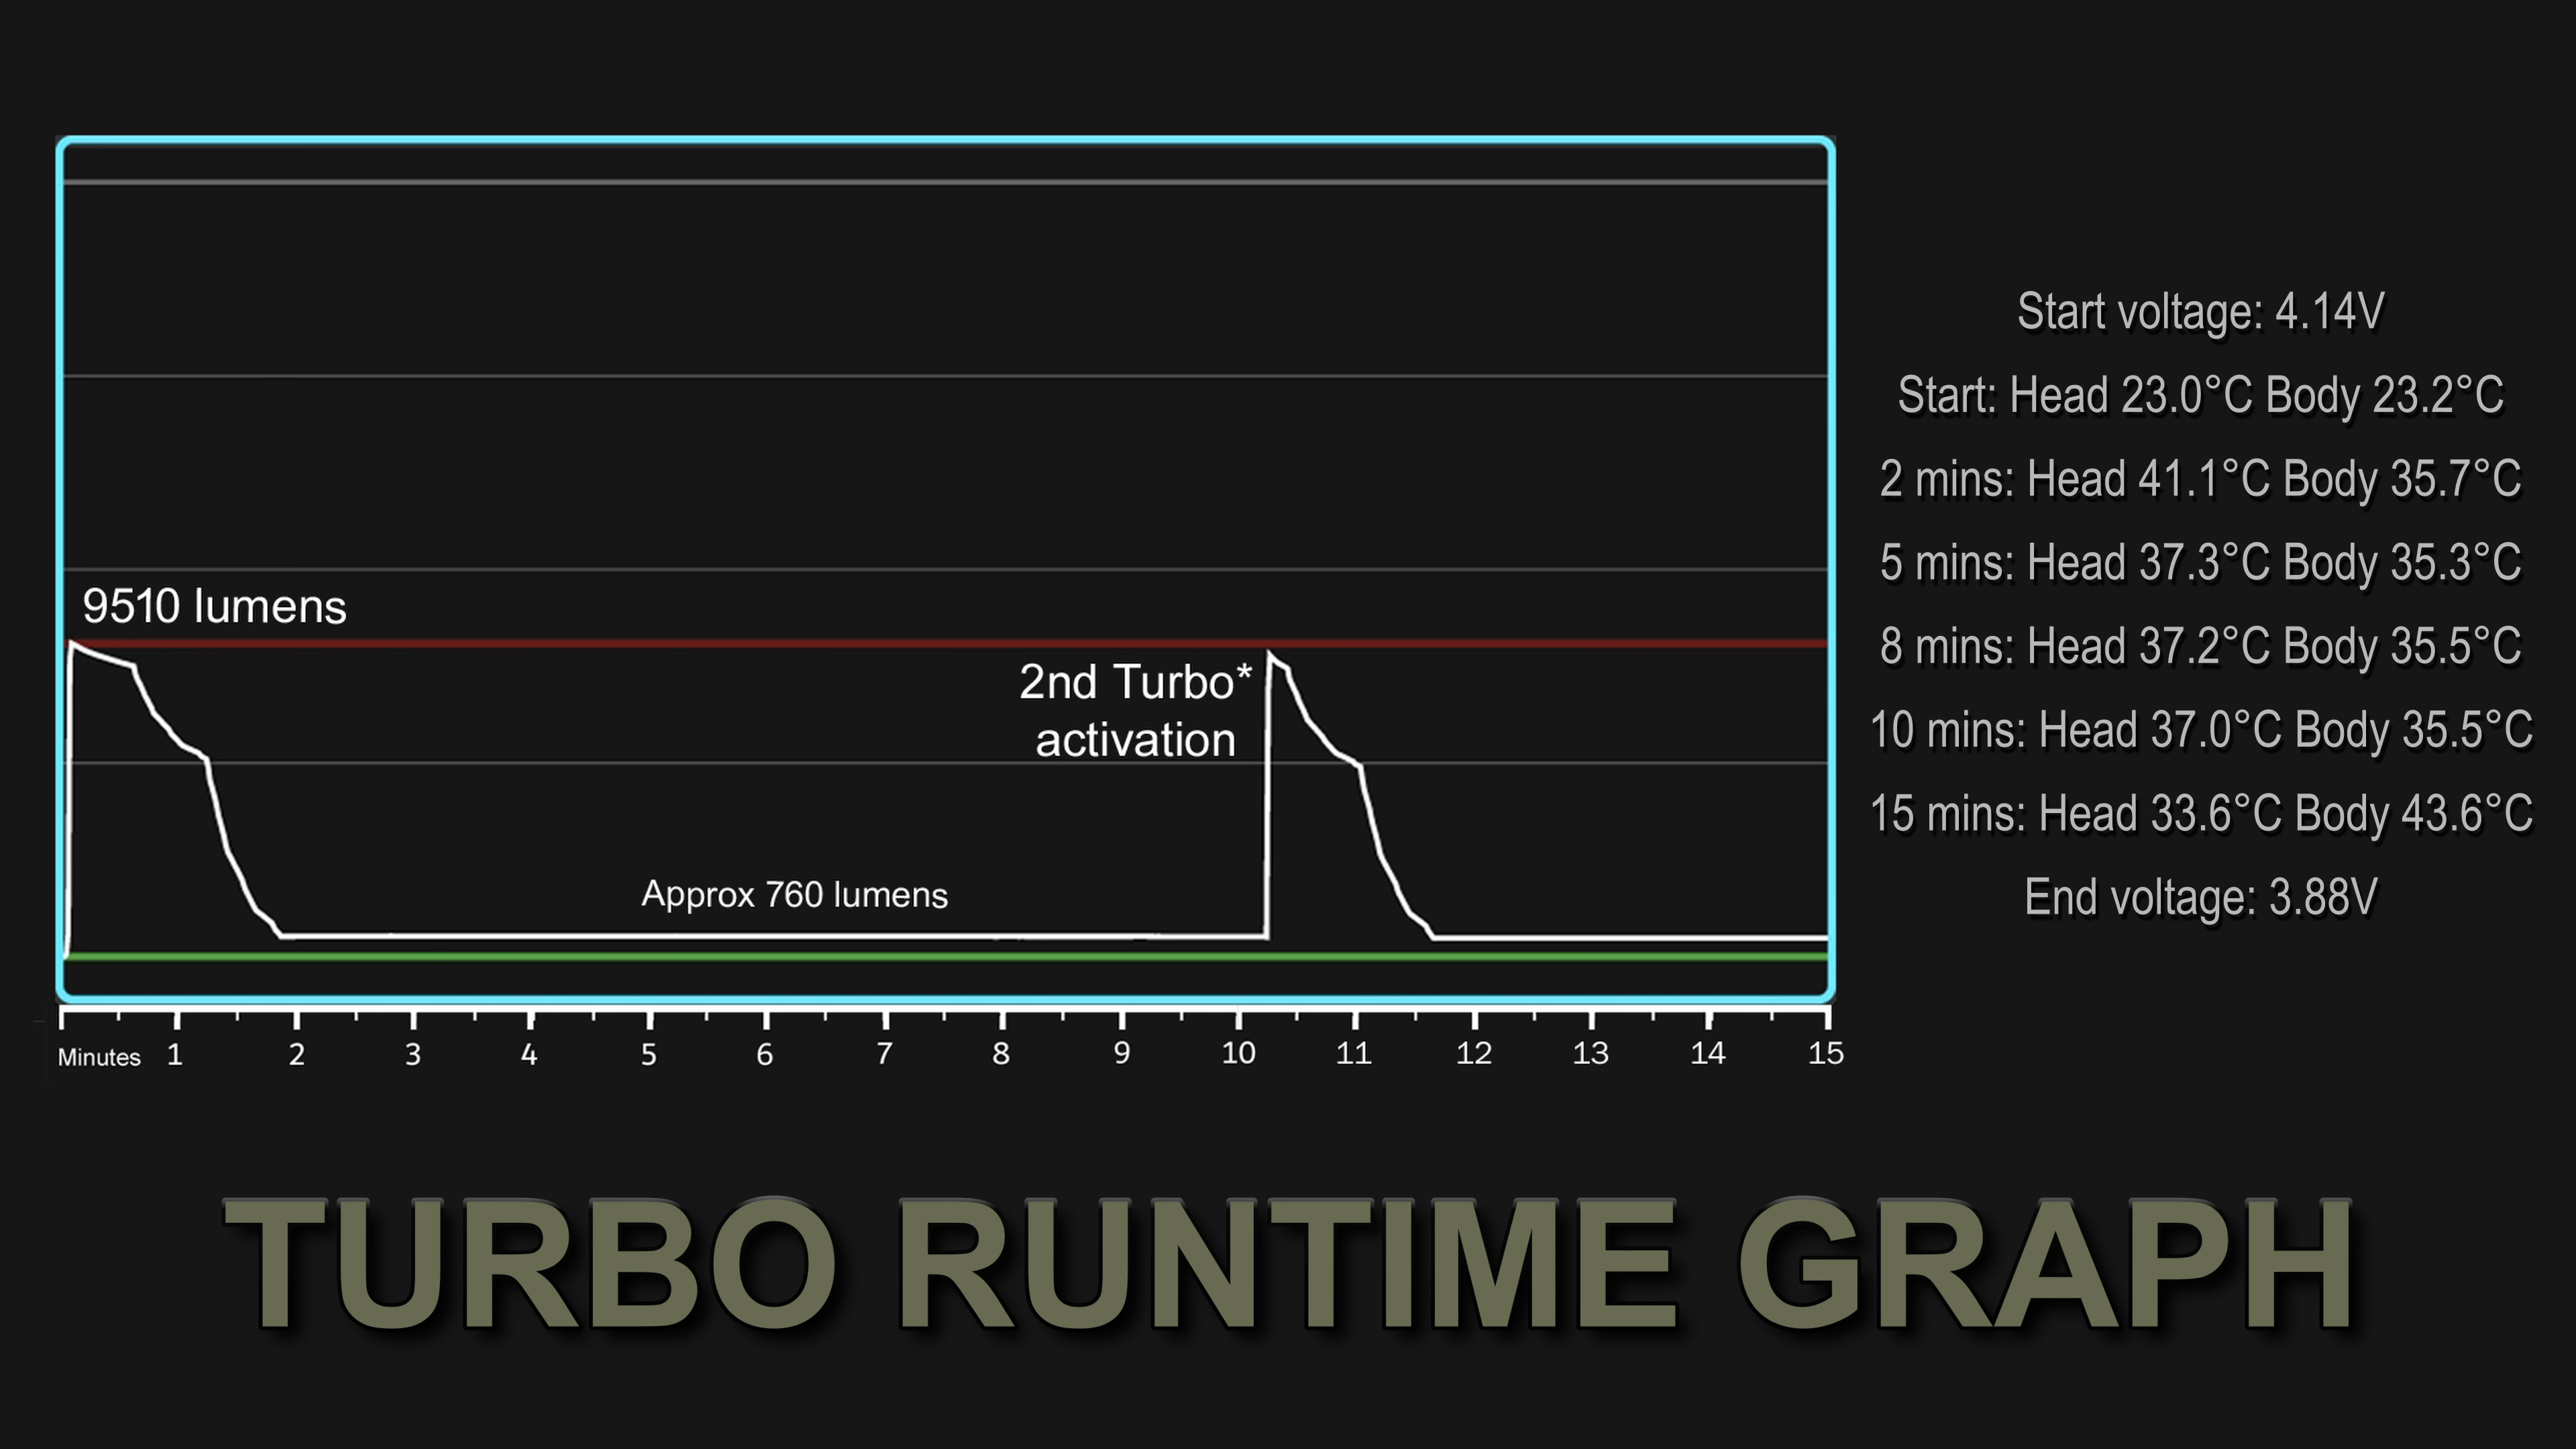 9510 lumens
2nd Turbo*
activation
Approx 760 lumens
Minutes 1 2 3 4 5 6 7 8 9 10 11 12 13 14 15
Start voltage: 4.14V
Start: Head 23.0°C Body 23.2°C
2 mins: Head 41.1°C Body 35.7°C
5 mins: Head 37.3°C Body 35.3°C
8 mins: Head 37.2°C Body 35.5°C
10 mins: Head 37.0°C Body 35.5°C
15 mins: Head 33.6°C Body 43.6°C
End voltage: 3.88V
TURBO RUNTIME GRAPH